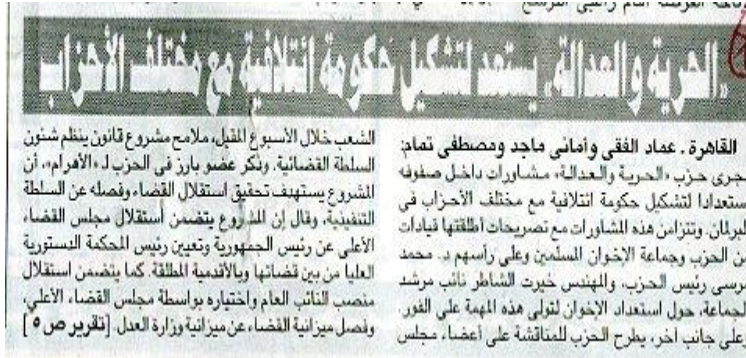 «الحرية والعدالة» يستعد لتشكيل حكومة ائتلافية مع مختلف الأحزاب
القاهرة ـ عماد الفقى وأمانى ماجد ومصطفى تمام:
يجرى حزب «الحرية والعدالة» مشاورات داخل صفوفه
استعدادا لتشكيل حكومة ائتلافية مع مختلف الأحزاب فى
البرلمان. وتتزامن هذه المشاورات مع تصريحات أطلقتها قيادات
من الحزب وجماعة الإخوان المسلمين وعلى رأسهم د. محمد
مرسى رئيس الحزب، والمهندس خيرت الشاطر نائب مرشد
الجماعة، حول استعداد الإخوان لتولى هذه المهمة على الفور.
وعلى جانب آخر، يطرح الحزب للمناقشة على أعضاء مجلس
الشعب خلال الأسبوع المقبل، ملامح مشروع قانون ينظم شئون
السلطة القضائية. وذكر عضو بارز فى الحزب لـ «الأهرام»، أن
المشروع يستهدف تحقيق استقلال القضاء وفصله عن السلطة
التنفيذية. وقال إن المشروع يتضمن استقلال مجلس القضاء
الأعلى عن رئيس الجمهورية وتعيين رئيس المحكمة الدستورية
العليا من بين قضاتها وبالأقدمية المطلقة. كما يتضمن استقلال
منصب النائب العام واختياره بواسطة مجلس القضاء الأعلى،
وفصل ميزانية القضاء عن ميزانية وزارة العدل. [تقرير ص ٥]